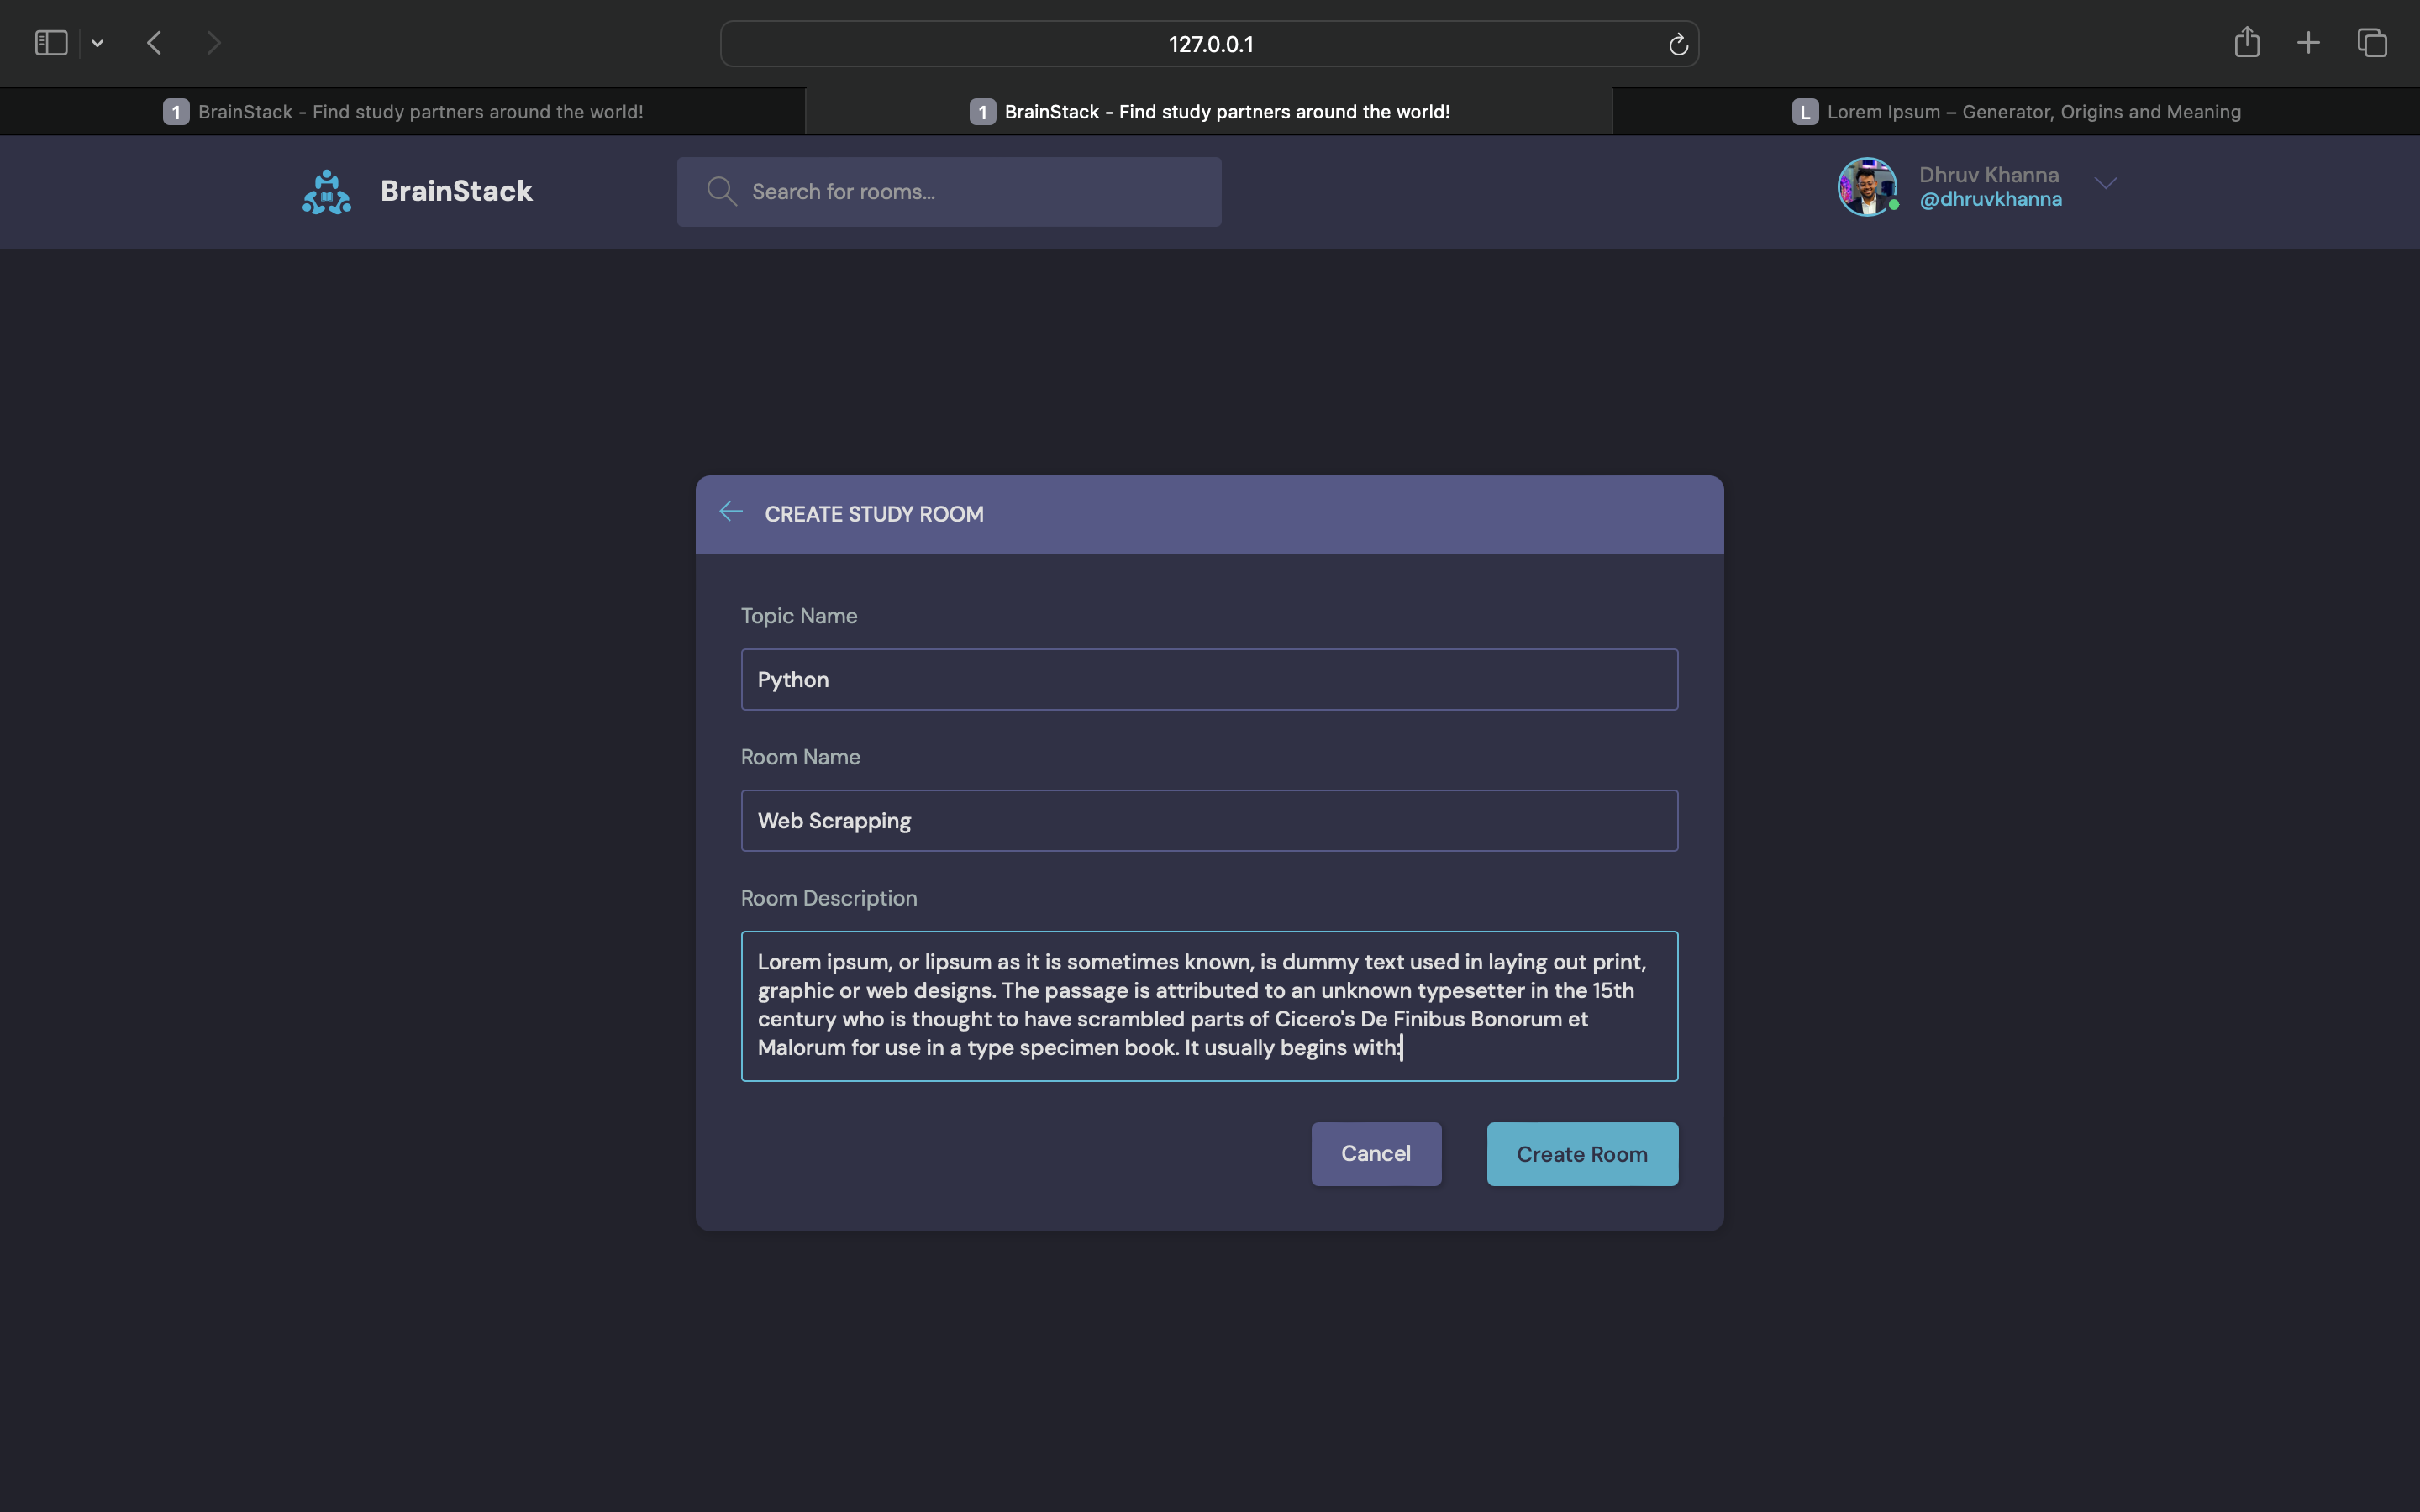 127.0.0.1
1 BrainStack - Find study partners around the world!
1 BrainStack - Find study partners around the world!
L Lorem Ipsum – Generator, Origins and Meaning
BrainStack
Search for rooms...
Dhruv Khanna
@dhruvkhanna
CREATE STUDY ROOM
Topic Name
Python
Room Name
Web Scrapping
Room Description
Lorem ipsum, or lipsum as it is sometimes known, is dummy text used in laying out print,
graphic or web designs. The passage is attributed to an unknown typesetter in the 15th
century who is thought to have scrambled parts of Cicero's De Finibus Bonorum et
Malorum for use in a type specimen book. It usually begins with:
Cancel
Create Room